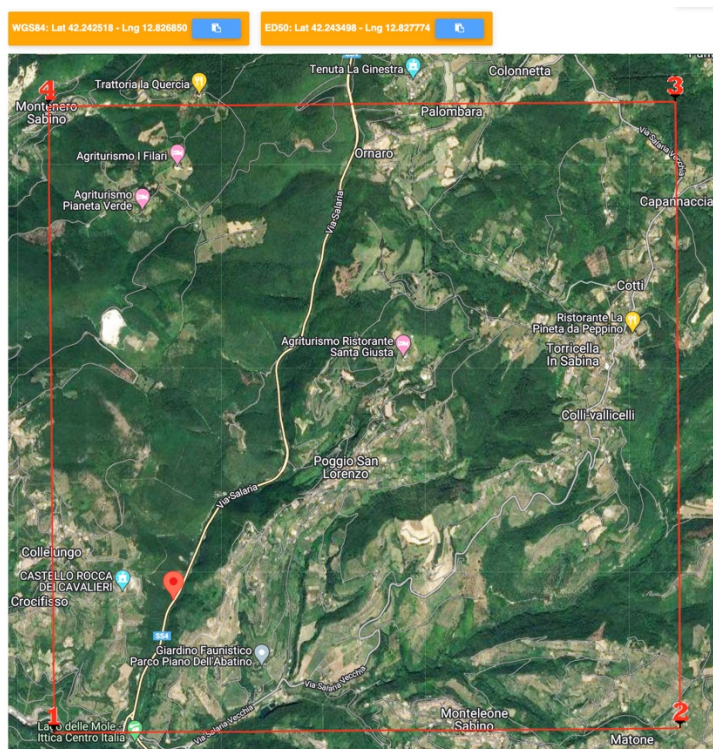 WGS84: Lat 42.242518 - Lng 12.826850
ED50: Lat 42.243498 - Lng 12.827774
Tenuta La Ginestra
Colonnetta
Trattoria la Quercia
4
3
Montenero
Sabino
Palombara
Via Salaria Vecchia
Ornaro
Agriturismo I Filari
Agriturismo
Pianeta Verde
Capannaccia
Via Salaria
Cotti
Ristorante La
Pineta da Peppino
Agriturismo Ristorante
Santa Giusta
Torricella
In Sabina
Colli-vallicelli
Poggio San
Lorenzo
Via Salaria
Collelungo
CASTELLO ROCCA
DEI CAVALIERI
Crocifisso
SS4
Giardino Faunistico
Parco Piano Dell'Abatino
Via Salaria Vecchia
1
2
Lago delle Mole -
Ittica Centro Italia
Via Salaria Vecchia
Monteleone
Sabino
Matone